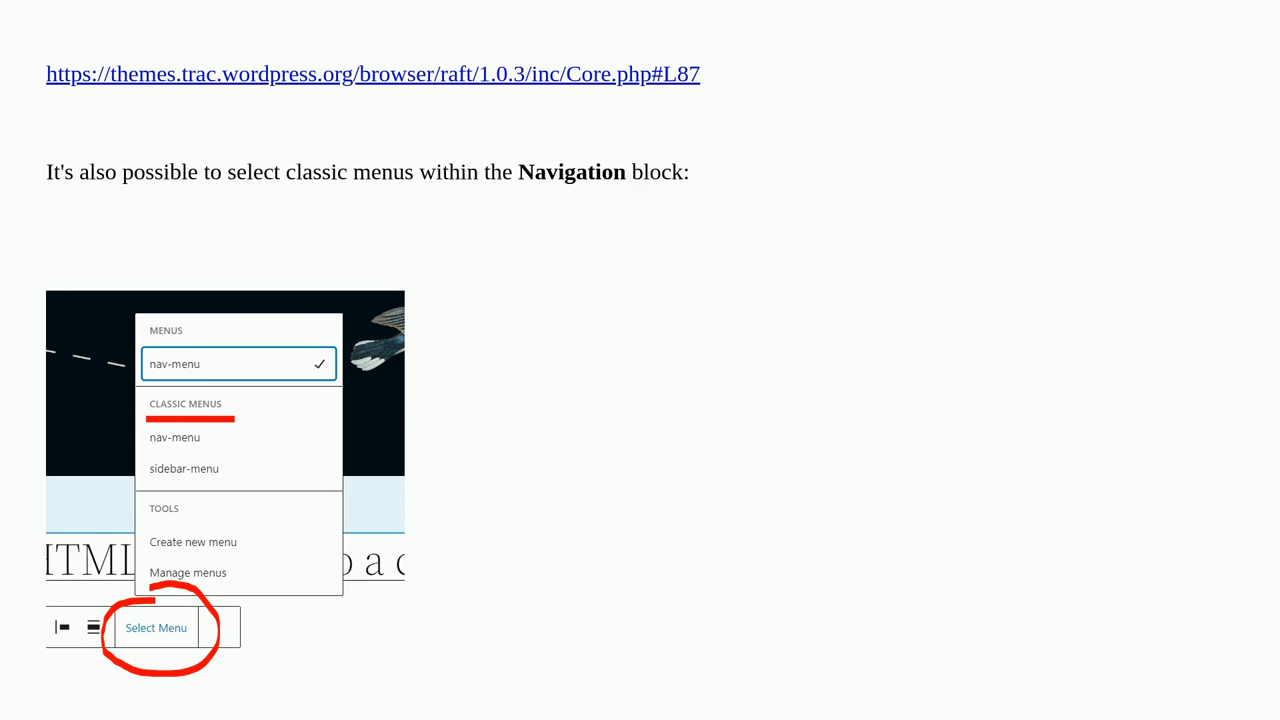 https://themes.trac.wordpress.org/browser/raft/1.0.3/inc/Core.php#L87
It's also possible to select classic menus within the Navigation block:
MENUS
nav-menu
CLASSIC MENUS
nav-menu
sidebar-menu
TOOLS
Create new menu
Manage menus
Select Menu